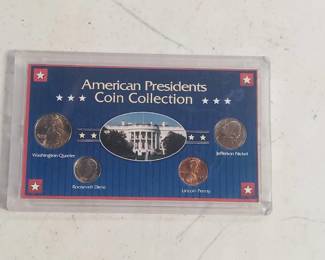 American Presidents
Coin Collection
Washington Quarter
Jefferson Nickel
Roosevelt Dime
Lincoln Penny